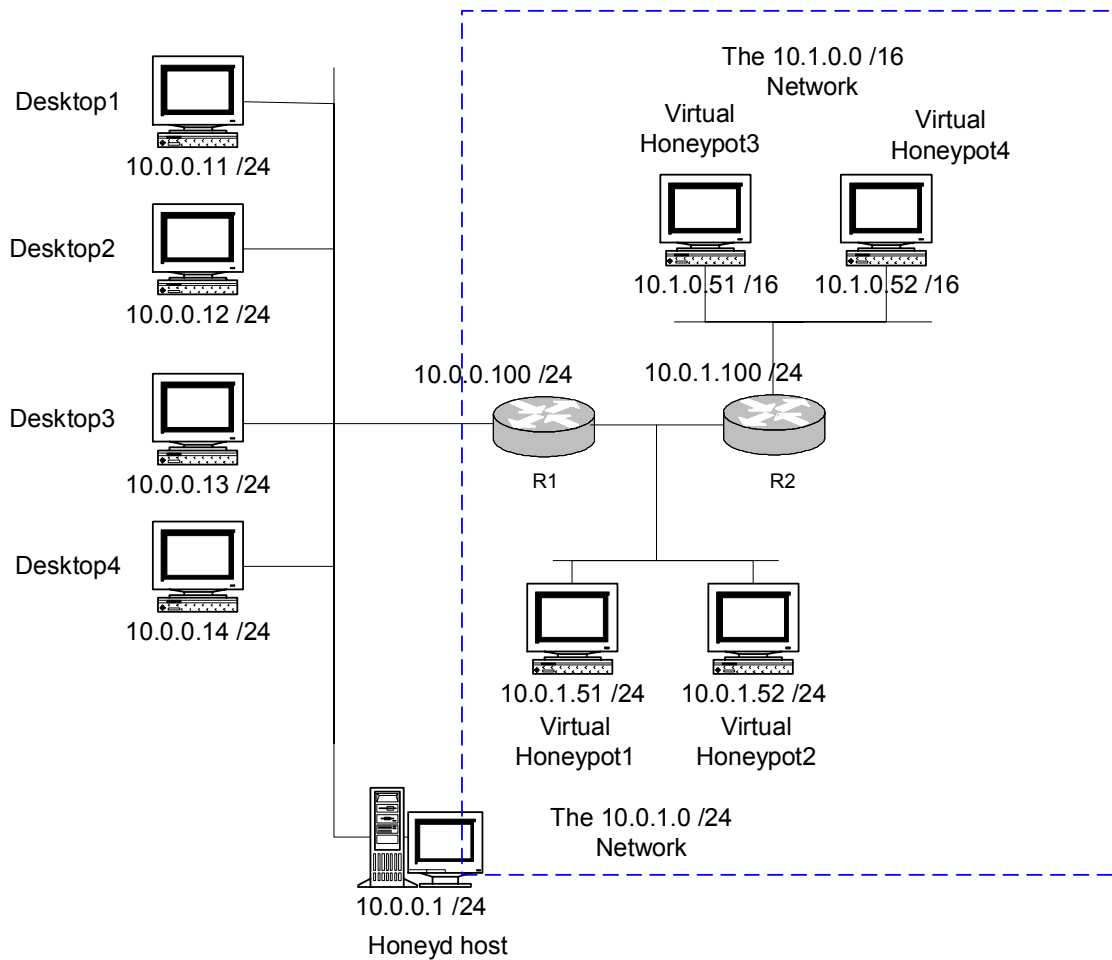 The 10.1.0.0 /16
Network
Desktop1
10.0.0.11 /24
Virtual
Honeypot3
Virtual
Honeypot4
Desktop2
10.0.0.12 /24
10.1.0.51 /16
10.1.0.52 /16
Desktop3
10.0.0.13 /24
10.0.0.100 /24
10.0.1.100 /24
R1
R2
Desktop4
10.0.0.14 /24
10.0.1.51 /24
Virtual
Honeypot1
10.0.1.52 /24
Virtual
Honeypot2
The 10.0.1.0 /24
Network
10.0.0.1 /24
Honeyd host